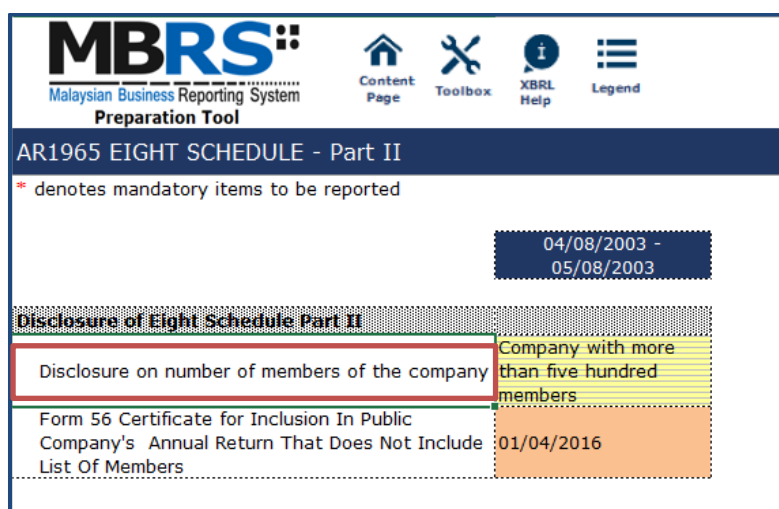 MBRS
Malaysian Business Reporting System
Preparation Tool
Content
Page
Toolbox
XBRL
Help
Legend
AR1965 EIGHT SCHEDULE - Part II
* denotes mandatory items to be reported
04/08/2003 -
05/08/2003
Disclosure of Eight Schedule Part II
Disclosure on number of members of the company
Company with more
than five hundred
members
Form 56 Certificate for Inclusion In Public
Company's Annual Return That Does Not Include
List Of Members
01/04/2016